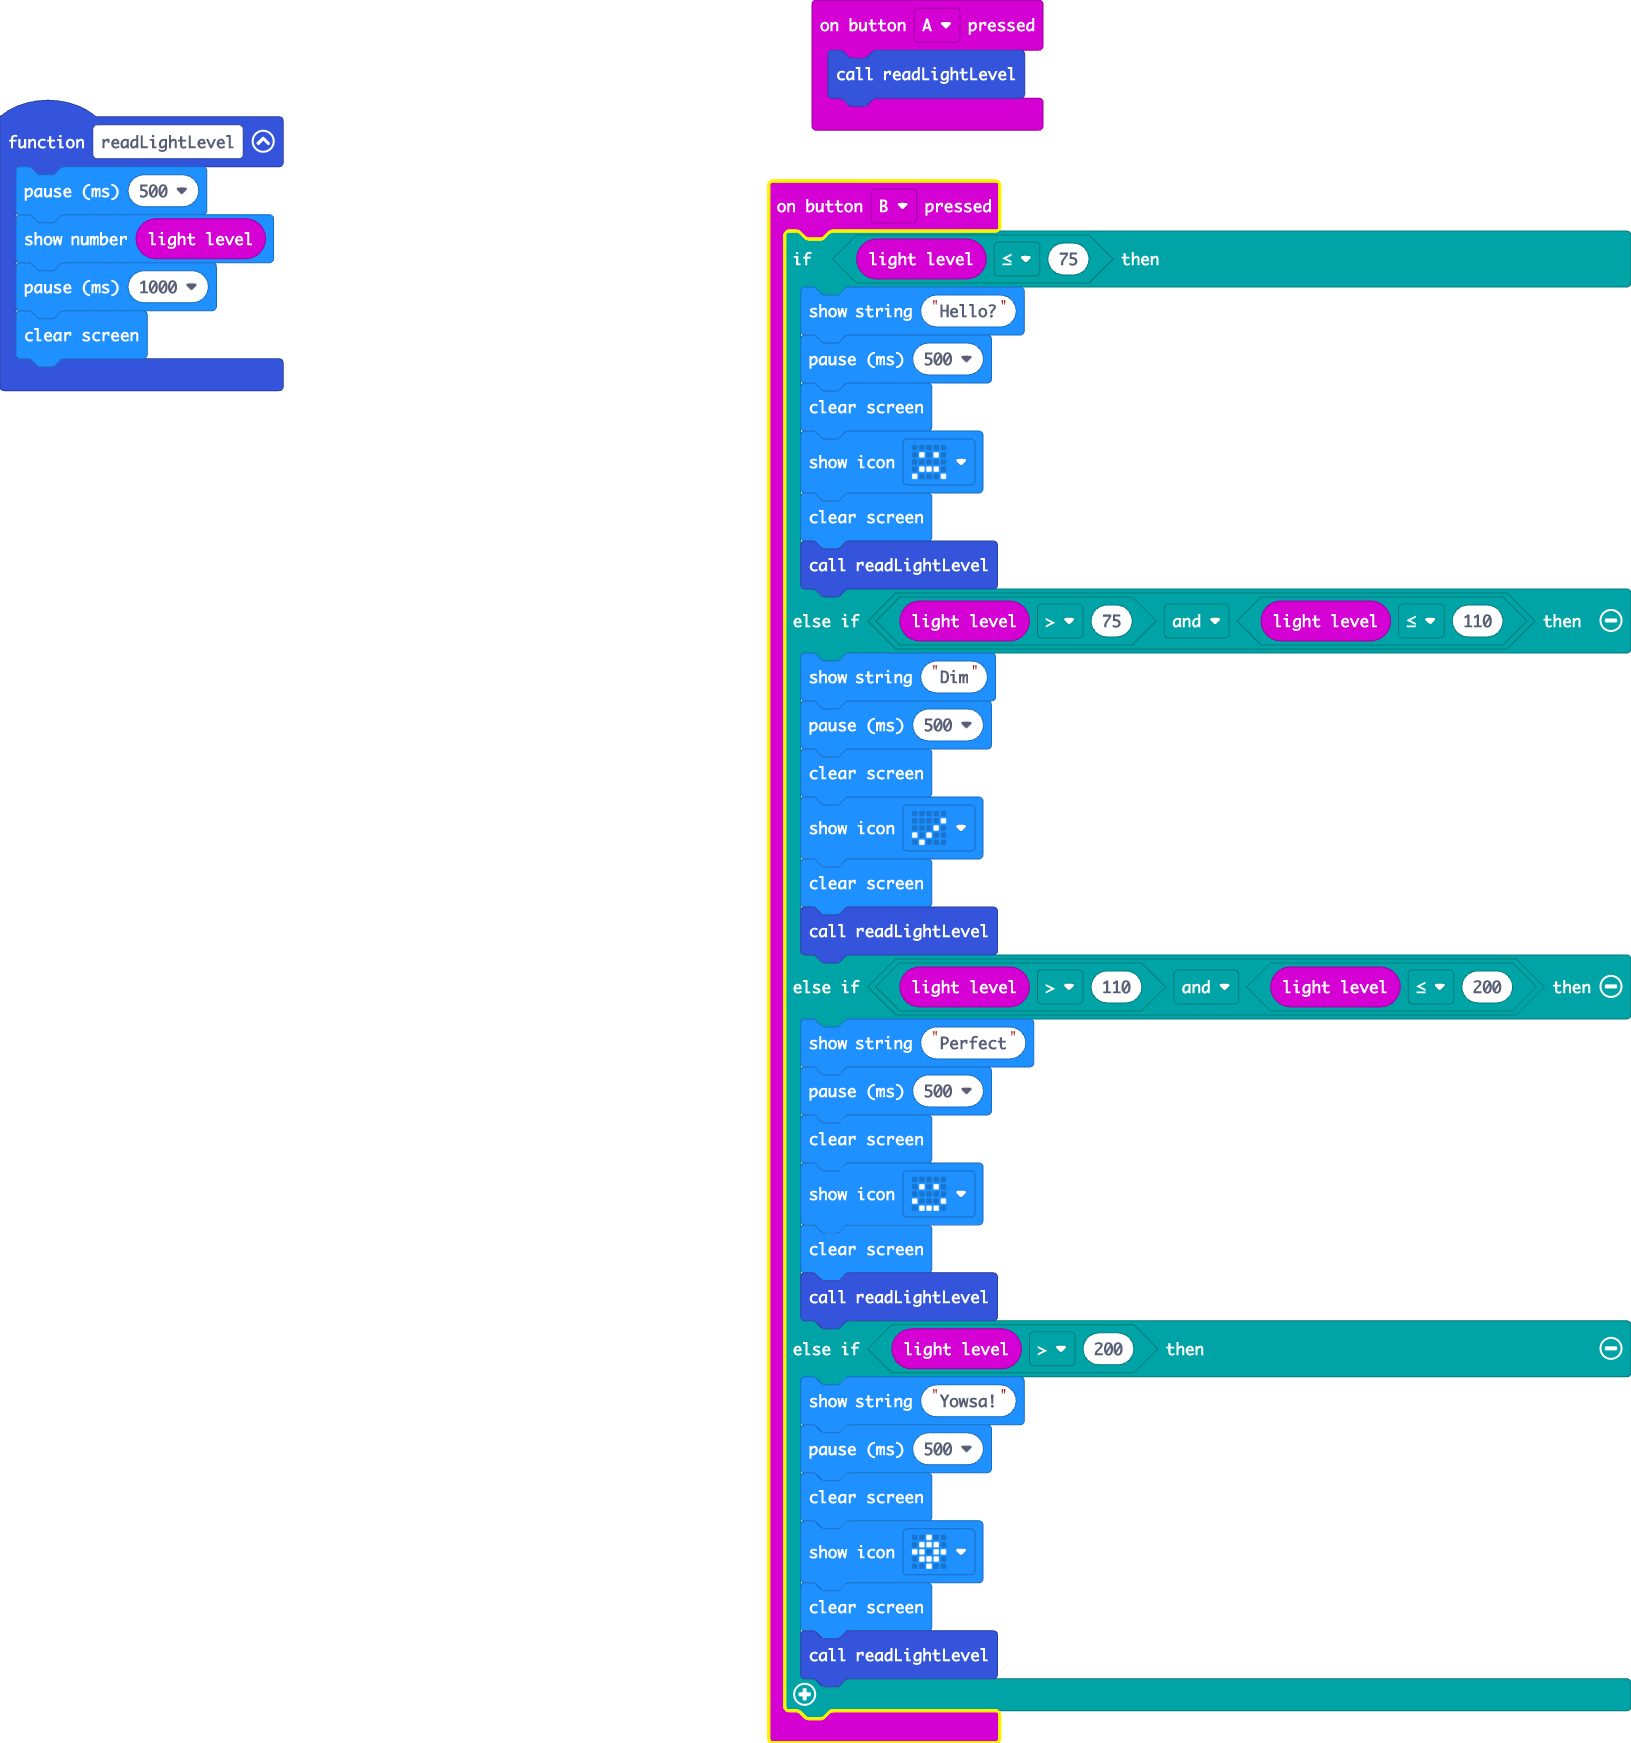 on button A pressed
call readLightLevel
function readLightLevel
pause (ms) 500
show number light level
pause (ms) 1000
clear screen
on button B pressed
if light level ≤ 75 then
show string "Hello?"
pause (ms) 500
clear screen
show icon
clear screen
call readLightLevel
else if light level > 75 and light level ≤ 110 then
show string "Dim"
pause (ms) 500
clear screen
show icon
clear screen
call readLightLevel
else if light level > 110 and light level ≤ 200 then
show string "Perfect"
pause (ms) 500
clear screen
show icon
clear screen
call readLightLevel
else if light level > 200 then
show string "Yowsa!"
pause (ms) 500
clear screen
show icon
clear screen
call readLightLevel